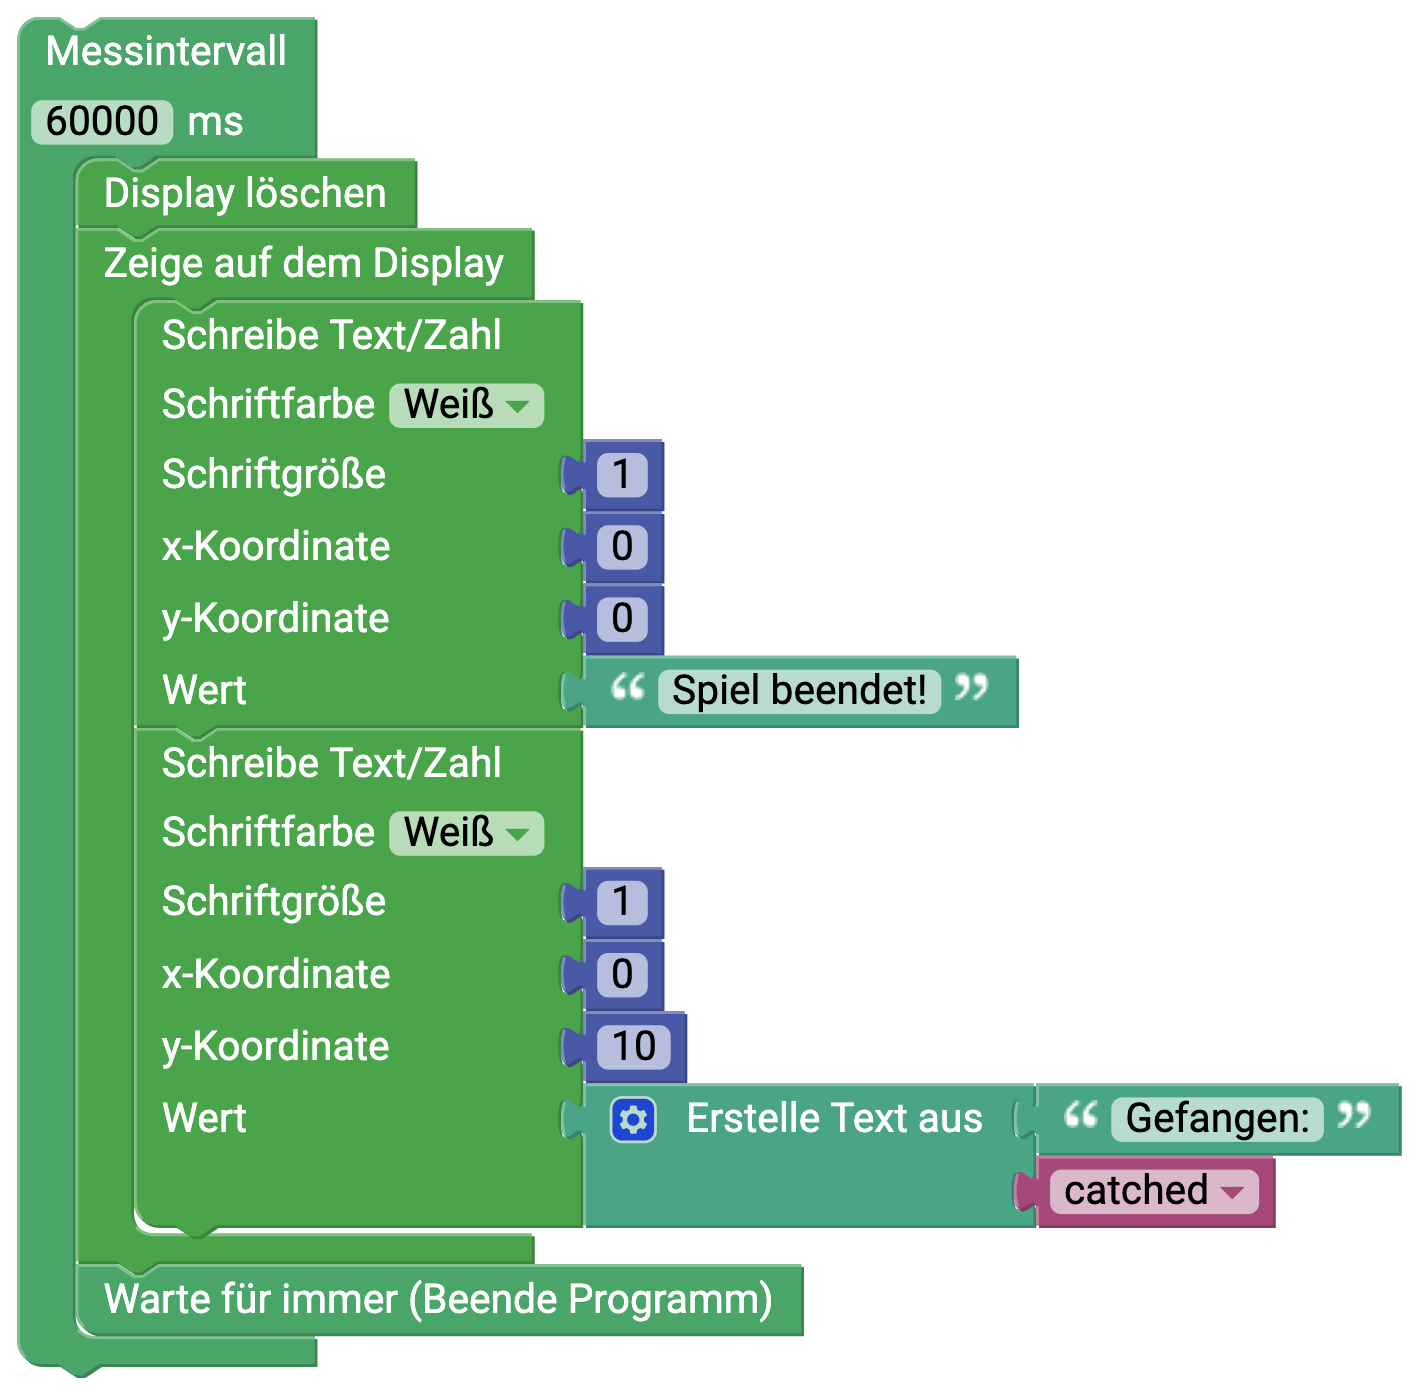 Messintervall
60000 ms
Display löschen
Zeige auf dem Display
Schreibe Text/Zahl
Schriftfarbe Weiß
Schriftgröße 1
x-Koordinate 0
y-Koordinate 0
Wert “ Spiel beendet! ”
Schreibe Text/Zahl
Schriftfarbe Weiß
Schriftgröße 1
x-Koordinate 0
y-Koordinate 10
Wert Erstelle Text aus “ Gefangen: ”
catched
Warte für immer (Beende Programm)